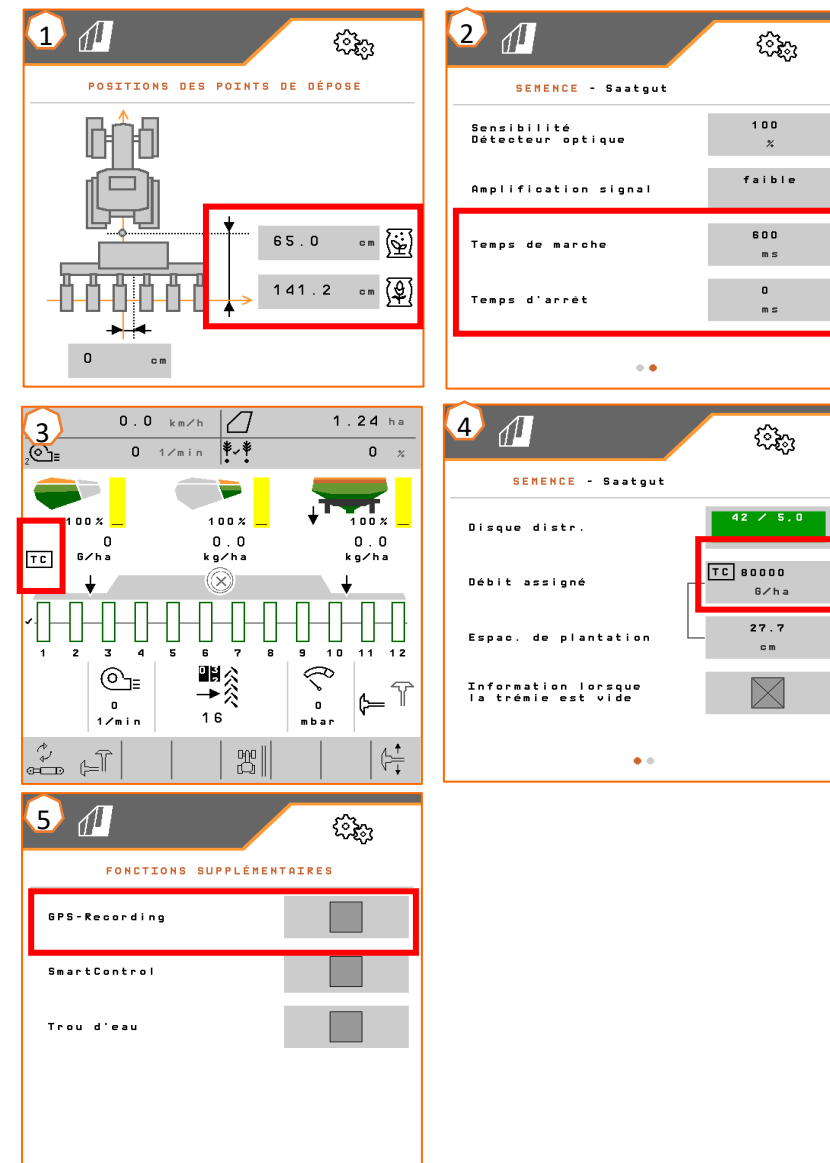 1
POSITIONS DES POINTS DE DÉPOSE
65.0 cm
141.2 cm
0 cm
2
SEMENCE - Saatgut
Sensibilité
Détecteur optique
100
%
Amplification signal
faible
Temps de marche
600
ms
Temps d'arrêt
0
ms
3
0.0 km/h
1.24 ha
2
0 1/min
0 %
100%
100%
100%
TC
0
G/ha
0.0
kg/ha
0.0
kg/ha
1 2 3 4 5 6 7 8 9 10 11 12
0
1/min
16
0
mbar
4
SEMENCE - Saatgut
Disque distr.
42 / 5,0
Débit assigné
TC 80000
G/ha
Espac. de plantation
27.7
cm
Information lorsque
la trémie est vide
5
FONCTIONS SUPPLÉMENTAIRES
GPS-Recording
SmartControl
Trou d'eau